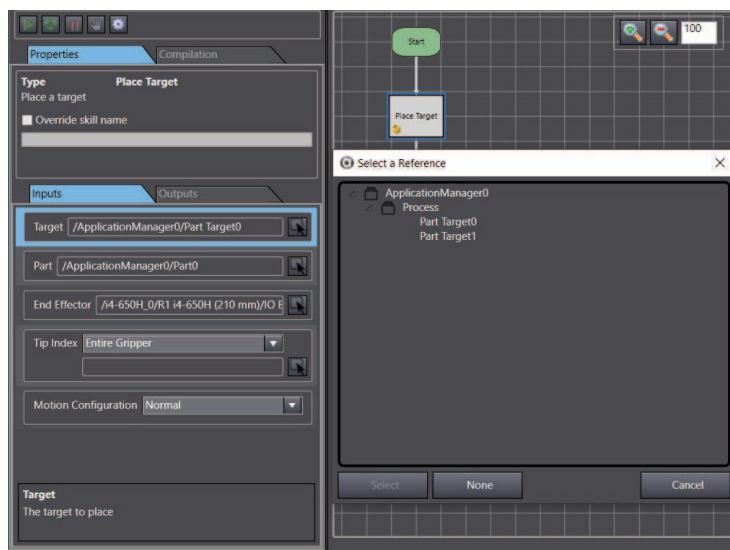 Properties
Compilation
Type Place Target
Place a target
Override skill name
Inputs
Outputs
Target /ApplicationManager0/Part Target0
Part /ApplicationManager0/Part0
End Effector /i4-650H_0/R1 i4-650H (210 mm)/IO E
Tip Index Entire Gripper
Motion Configuration Normal
Target
The target to place
Start
100
Place Target
Select a Reference
ApplicationManager0
Process
Part Target0
Part Target1
Select
None
Cancel